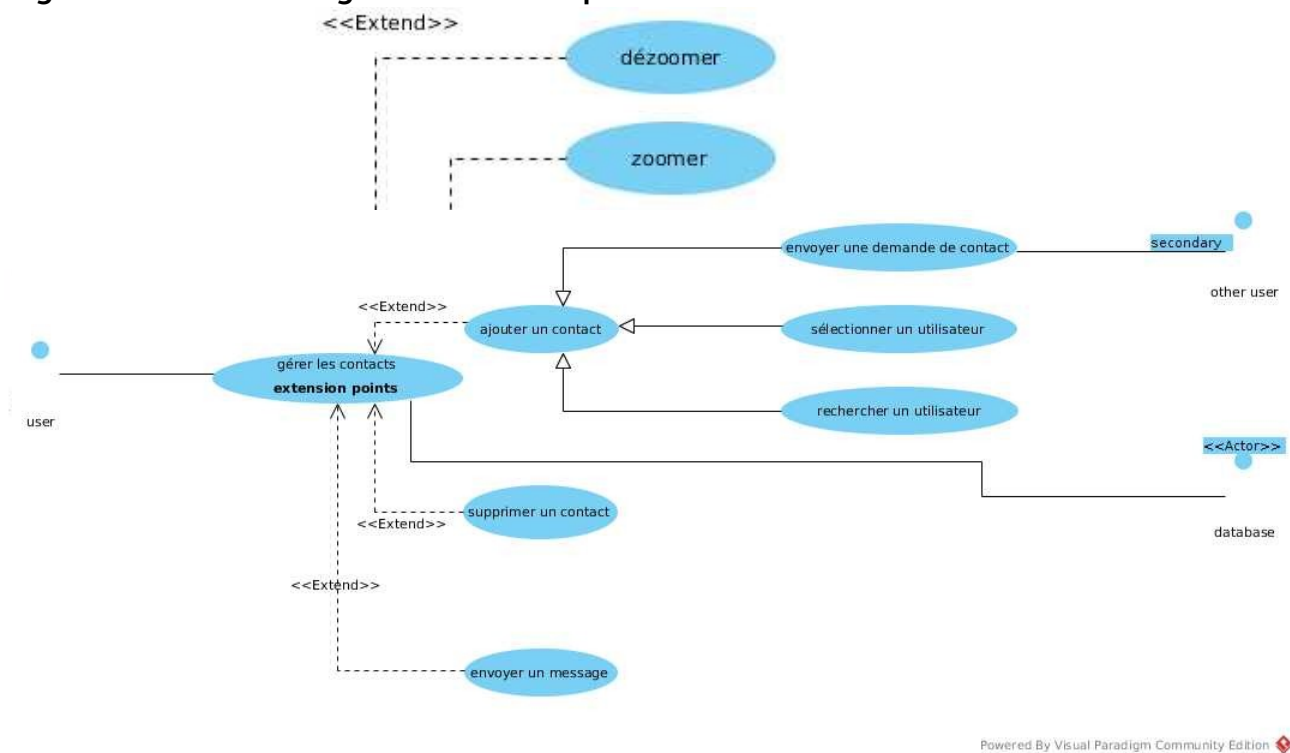 <<Extend>>
dézoomer
zoomer
envoyer une demande de contact
secondary
other user
<<Extend>>
ajouter un contact
sélectionner un utilisateur
gérer les contacts
extension points
user
rechercher un utilisateur
<<Actor>>
database
supprimer un contact
<<Extend>>
<<Extend>>
envoyer un message
Powered By Visual Paradigm Community Edition